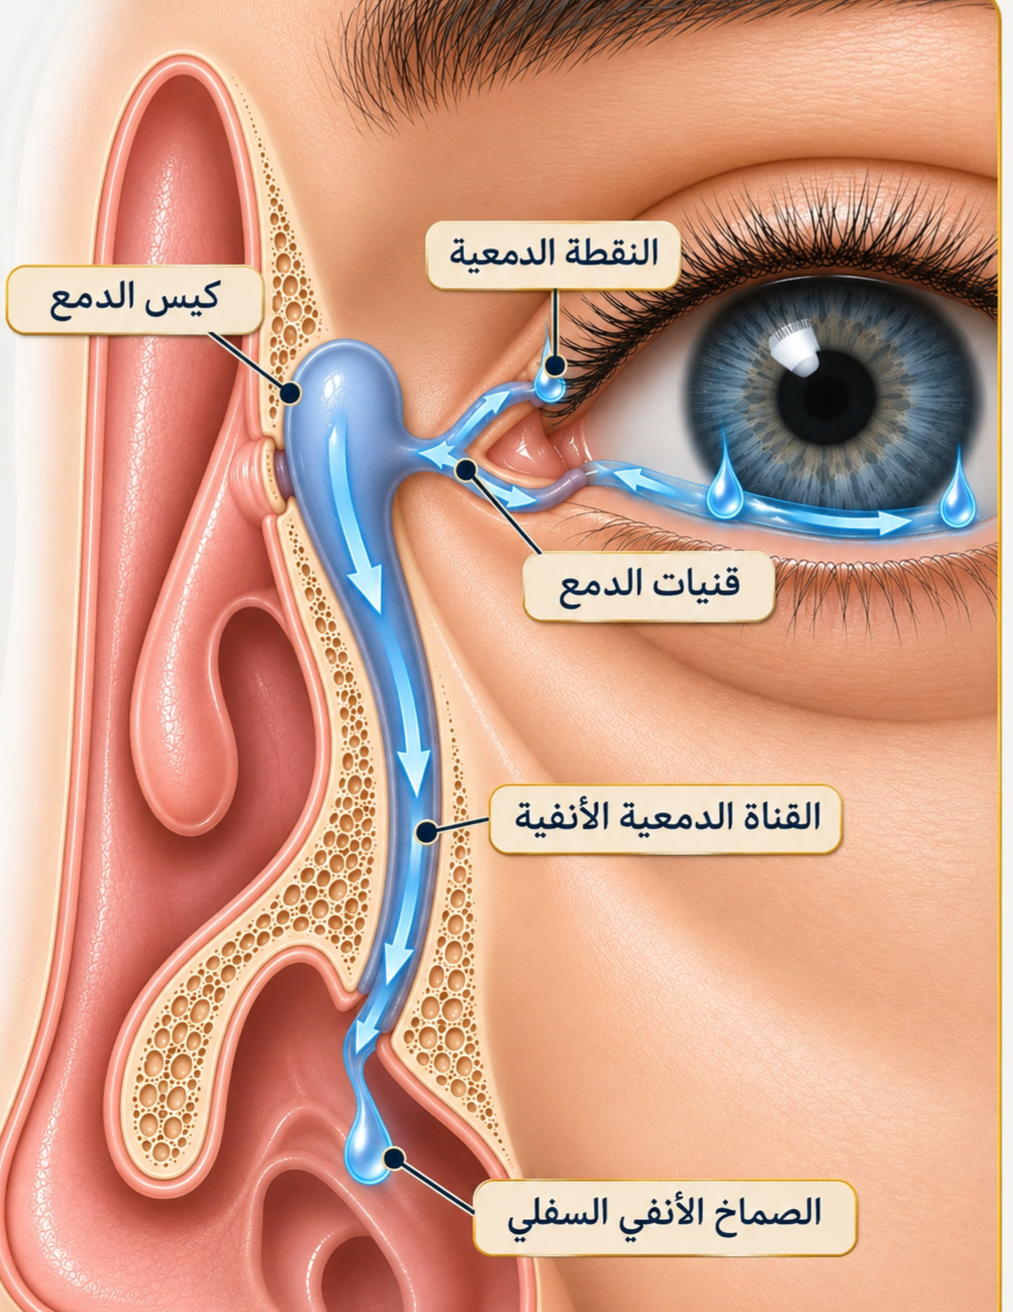 النقطة الدمعية
كيس الدمع
قنيات الدمع
القناة الدمعية الأنفية
الصماخ الأنفي السفلي